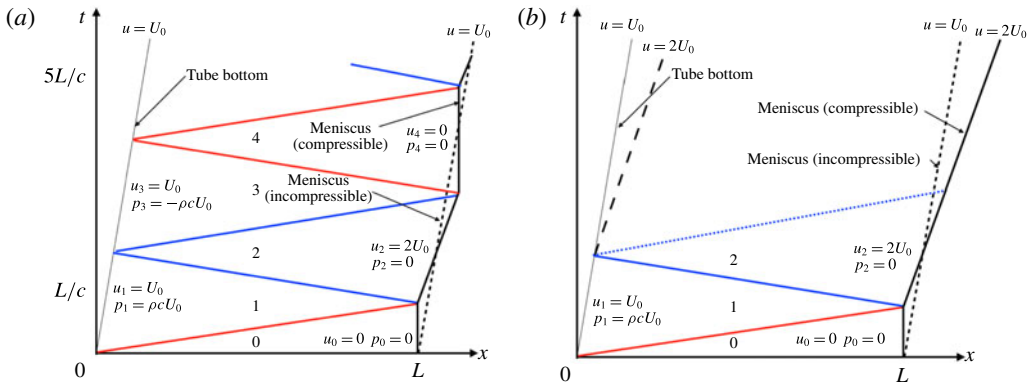 (a)
t
u = U₀
u = U₀
5L/c
Tube bottom
4
Meniscus
(compressible)
u₄ = 0
p₄ = 0
u₃ = U₀
p₃ = −ρcU₀
3
Meniscus
(incompressible)
2
u₂ = 2U₀
p₂ = 0
L/c
u₁ = U₀
p₁ = ρcU₀
1
0
u₀ = 0 p₀ = 0
0
L
x
(b)
t
u = U₀
u = 2U₀
u = U₀
u = 2U₀
Tube bottom
Meniscus (compressible)
Meniscus (incompressible)
2
u₂ = 2U₀
p₂ = 0
u₁ = U₀
p₁ = ρcU₀
1
0
u₀ = 0 p₀ = 0
0
L
x